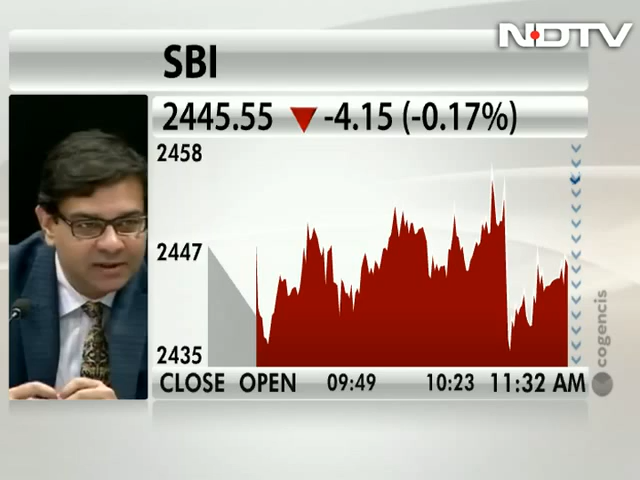 NDTV
SBI
2445.55 ▼ -4.15 (-0.17%)
2458
2447
2435
CLOSE OPEN 09:49 10:23 11:32 AM
cogencis